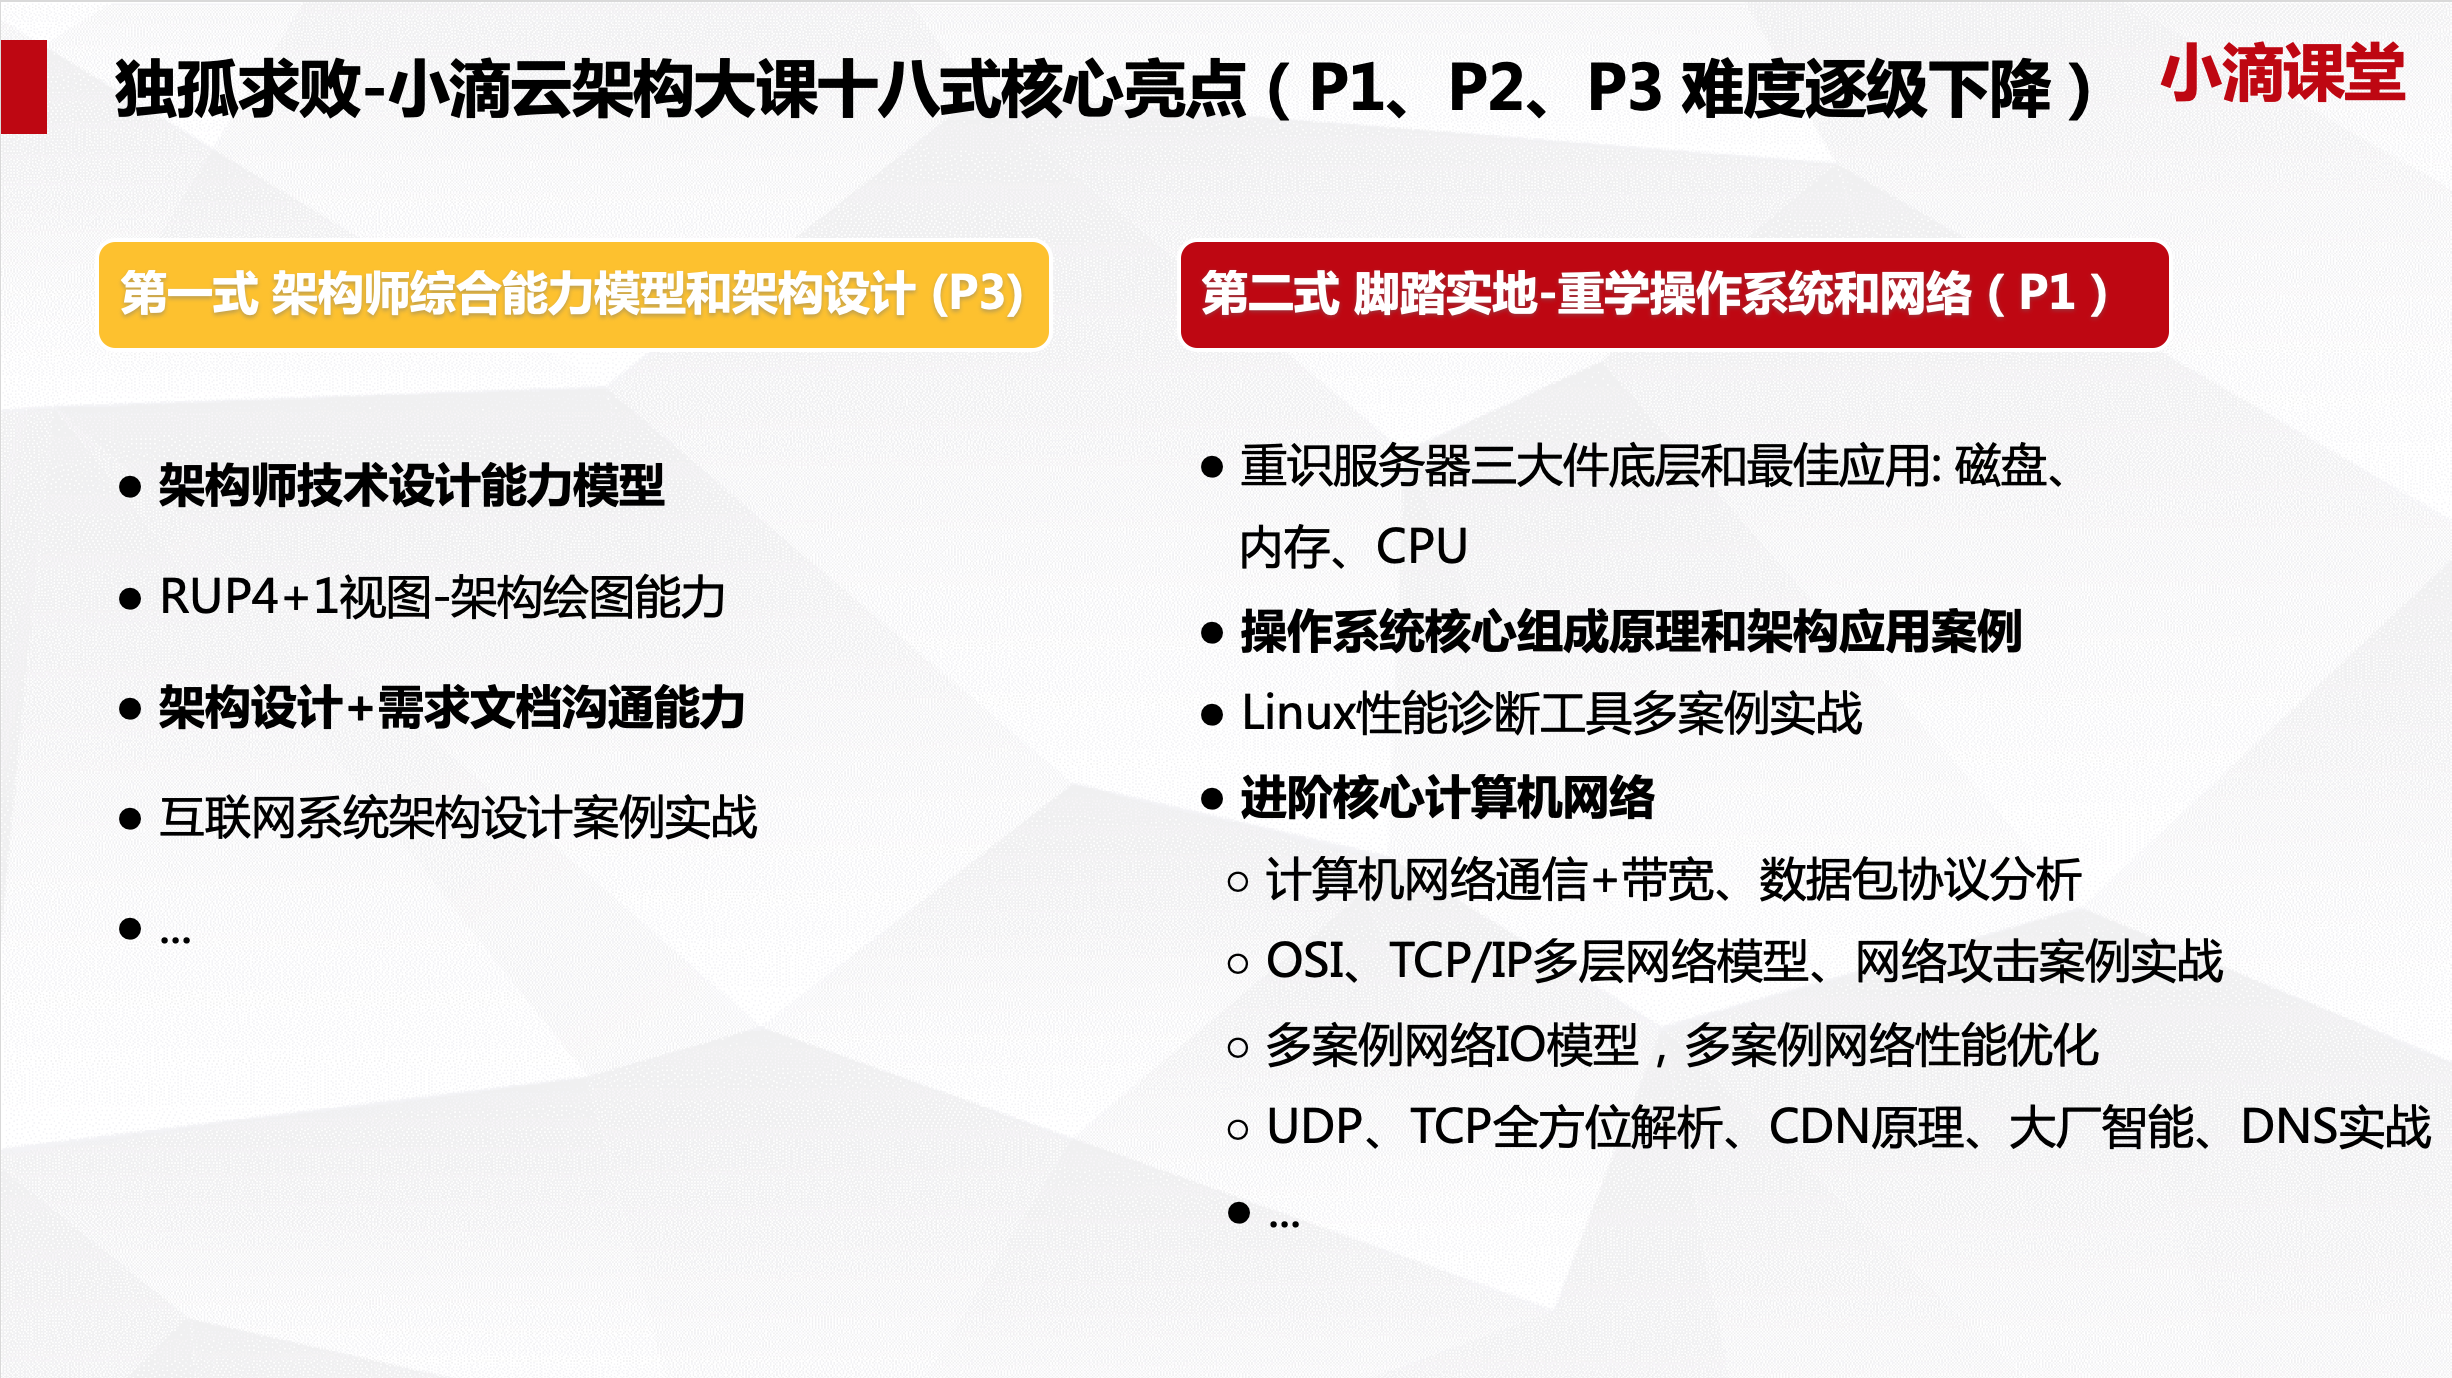 独孤求败-小滴云架构大课十八式核心亮点（P1、P2、P3 难度逐级下降）
小滴课堂
第一式 架构师综合能力模型和架构设计 (P3)
● 架构师技术设计能力模型
● RUP4+1视图-架构绘图能力
● 架构设计+需求文档沟通能力
● 互联网系统架构设计案例实战
● ...
第二式 脚踏实地-重学操作系统和网络（P1）
● 重识服务器三大件底层和最佳应用: 磁盘、
内存、CPU
● 操作系统核心组成原理和架构应用案例
● Linux性能诊断工具多案例实战
● 进阶核心计算机网络
○ 计算机网络通信+带宽、数据包协议分析
○ OSI、TCP/IP多层网络模型、网络攻击案例实战
○ 多案例网络IO模型，多案例网络性能优化
○ UDP、TCP全方位解析、CDN原理、大厂智能、DNS实战
● ...